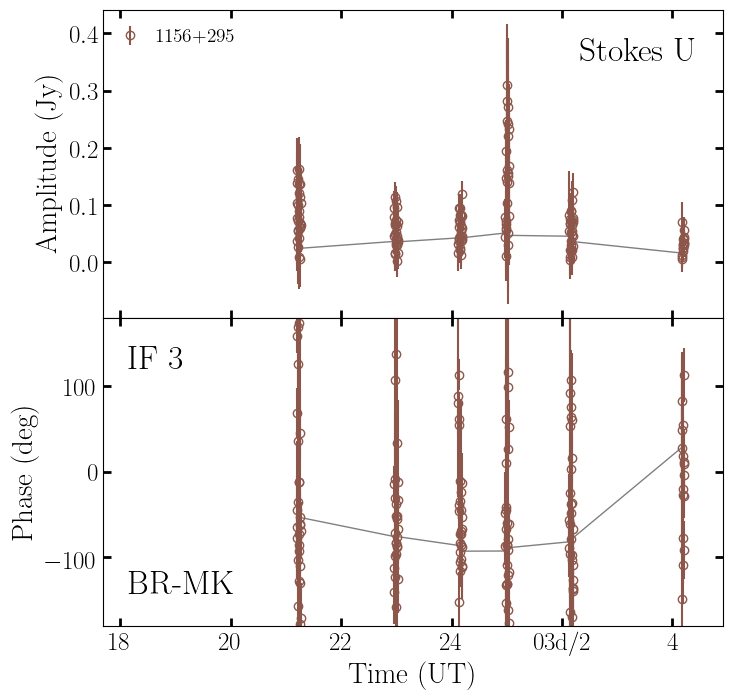 1156+295
Stokes U
0.4
0.3
0.2
0.1
0.0
Amplitude (Jy)
IF 3
BR-MK
100
0
−100
Phase (deg)
18 20 22 24 03d/2 4
Time (UT)